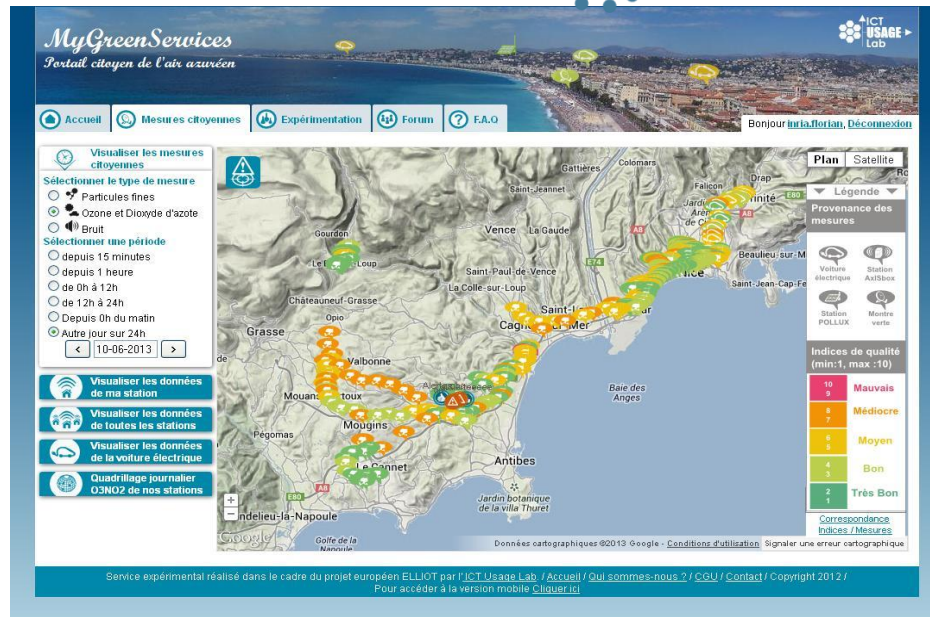 MyGreenServices
Portail citoyen de l'air azuréen
ICT
USAGE
Lab
Accueil
Mesures citoyennes
Expérimentation
Forum
F.A.Q
Bonjour inria.florian, Déconnexion
Visualiser les mesures
citoyennes
Sélectionner le type de mesure
Particules fines
Ozone et Dioxyde d'azote
Bruit
Sélectionner une période
depuis 15 minutes
depuis 1 heure
de 0h à 12h
de 12h à 24h
Depuis 0h du matin
Autre jour sur 24h
< 10-06-2013 >
Visualiser les données
de ma station
Visualiser les données
de toutes les stations
Visualiser les données
de la voiture électrique
Quadrillage journalier
O3NO2 de nos stations
Plan Satellite
Gattières
Colomars
Saint-Jeannet
Falicon
Drap
E80
A8
Gourdon
Vence
La Gaude
E74
Nice
Beaulieu-sur-M
Saint-Paul-de-Vence
La Colle-sur-Loup
Saint-Jean-Cap-Fe
Châteauneuf-Grasse
Opio
Grasse
Valbonne
Baie des
Anges
Mougins
Pégomas
Le Cannet
Antibes
A8
E80
Jardin botanique
de la villa Thuret
ndelieu-la-Napoule
Golfe de la
Napoule
Google
Données cartographiques ©2013 Google - Conditions d'utilisation
Signaler une erreur cartographique
Légende
Provenance des
mesures
Voiture
électrique
Station
AxISbox
Station
POLLUX
Montre
verte
Indices de qualité
(min:1, max :10)
10
9
Mauvais
8
7
Médiocre
6
5
Moyen
4
3
Bon
2
1
Très Bon
Correspondance
Indices / Mesures
Service expérimental réalisé dans le cadre du projet européen ELLIOT par l'ICT Usage Lab. / Accueil / Qui sommes-nous ? / CGU / Contact / Copyright 2012 /
Pour accéder à la version mobile Cliquer ici